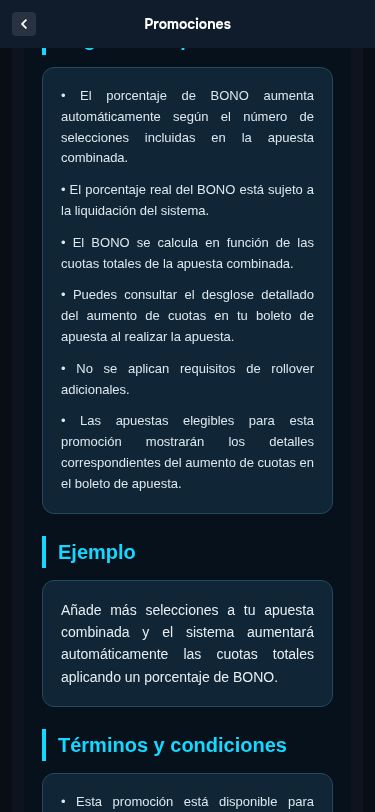 Promociones
• El porcentaje de BONO aumenta
automáticamente según el número de
selecciones incluidas en la apuesta
combinada.
• El porcentaje real del BONO está sujeto a
la liquidación del sistema.
• El BONO se calcula en función de las
cuotas totales de la apuesta combinada.
• Puedes consultar el desglose detallado
del aumento de cuotas en tu boleto de
apuesta al realizar la apuesta.
• No se aplican requisitos de rollover
adicionales.
• Las apuestas elegibles para esta
promoción mostrarán los detalles
correspondientes del aumento de cuotas en
el boleto de apuesta.
Ejemplo
Añade más selecciones a tu apuesta
combinada y el sistema aumentará
automáticamente las cuotas totales
aplicando un porcentaje de BONO.
Términos y condiciones
• Esta promoción está disponible para